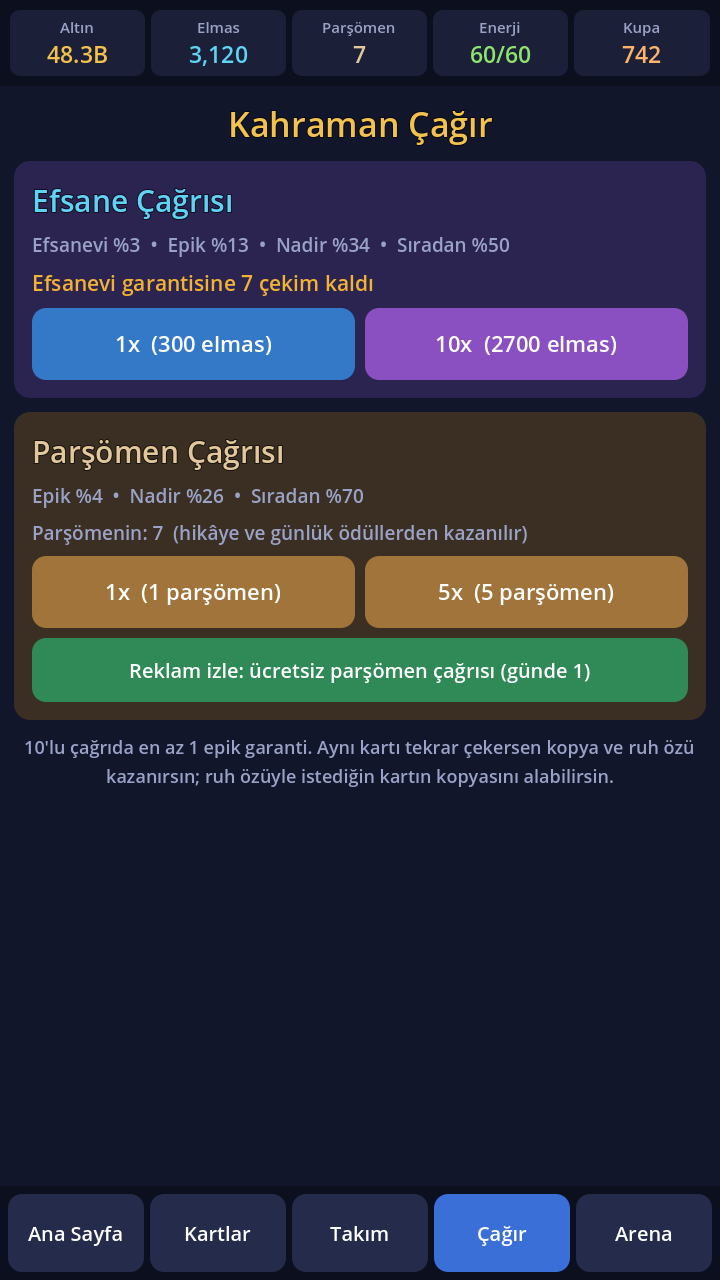 Altın
48.3B
Elmas
3,120
Parşömen
7
Enerji
60/60
Kupa
742
Kahraman Çağır
Efsane Çağrısı
Efsanevi %3 • Epik %13 • Nadir %34 • Sıradan %50
Efsanevi garantisine 7 çekim kaldı
1x (300 elmas)
10x (2700 elmas)
Parşömen Çağrısı
Epik %4 • Nadir %26 • Sıradan %70
Parşömenin: 7 (hikâye ve günlük ödüllerden kazanılır)
1x (1 parşömen)
5x (5 parşömen)
Reklam izle: ücretsiz parşömen çağrısı (günde 1)
10'lu çağrıda en az 1 epik garanti. Aynı kartı tekrar çekersen kopya ve ruh özü
kazanırsın; ruh özüyle istediğin kartın kopyasını alabilirsin.
Ana Sayfa
Kartlar
Takım
Çağır
Arena